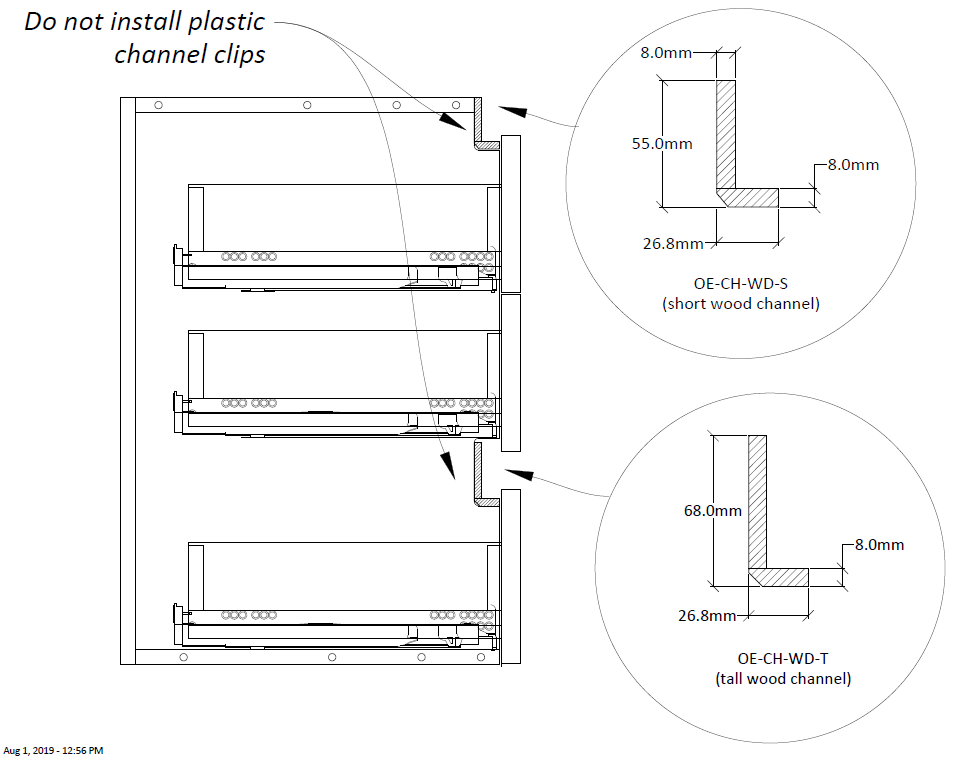 Do not install plastic
channel clips
8.0mm
55.0mm
8.0mm
26.8mm
OE-CH-WD-S
(short wood channel)
68.0mm
8.0mm
26.8mm
OE-CH-WD-T
(tall wood channel)
Aug 1, 2019 - 12:56 PM